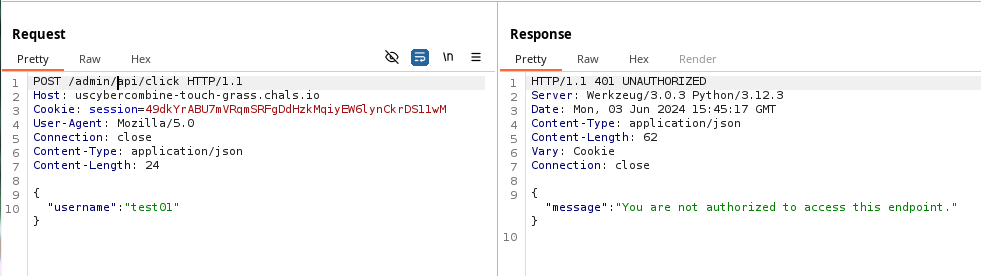 Request
Pretty Raw Hex
\n
1 POST /admin/api/click HTTP/1.1
2 Host: uscybercombine-touch-grass.chals.io
3 Cookie: session=49dkYrABU7mVRqmSRFgDdHzkMqiyEW6lynCkrDS1lwM
4 User-Agent: Mozilla/5.0
5 Connection: close
6 Content-Type: application/json
7 Content-Length: 24
8
9 {
10 "username":"test01"
}
Response
Pretty Raw Hex Render
1 HTTP/1.1 401 UNAUTHORIZED
2 Server: Werkzeug/3.0.3 Python/3.12.3
3 Date: Mon, 03 Jun 2024 15:45:17 GMT
4 Content-Type: application/json
5 Content-Length: 62
6 Vary: Cookie
7 Connection: close
8
9 {
"message":"You are not authorized to access this endpoint."
}
10